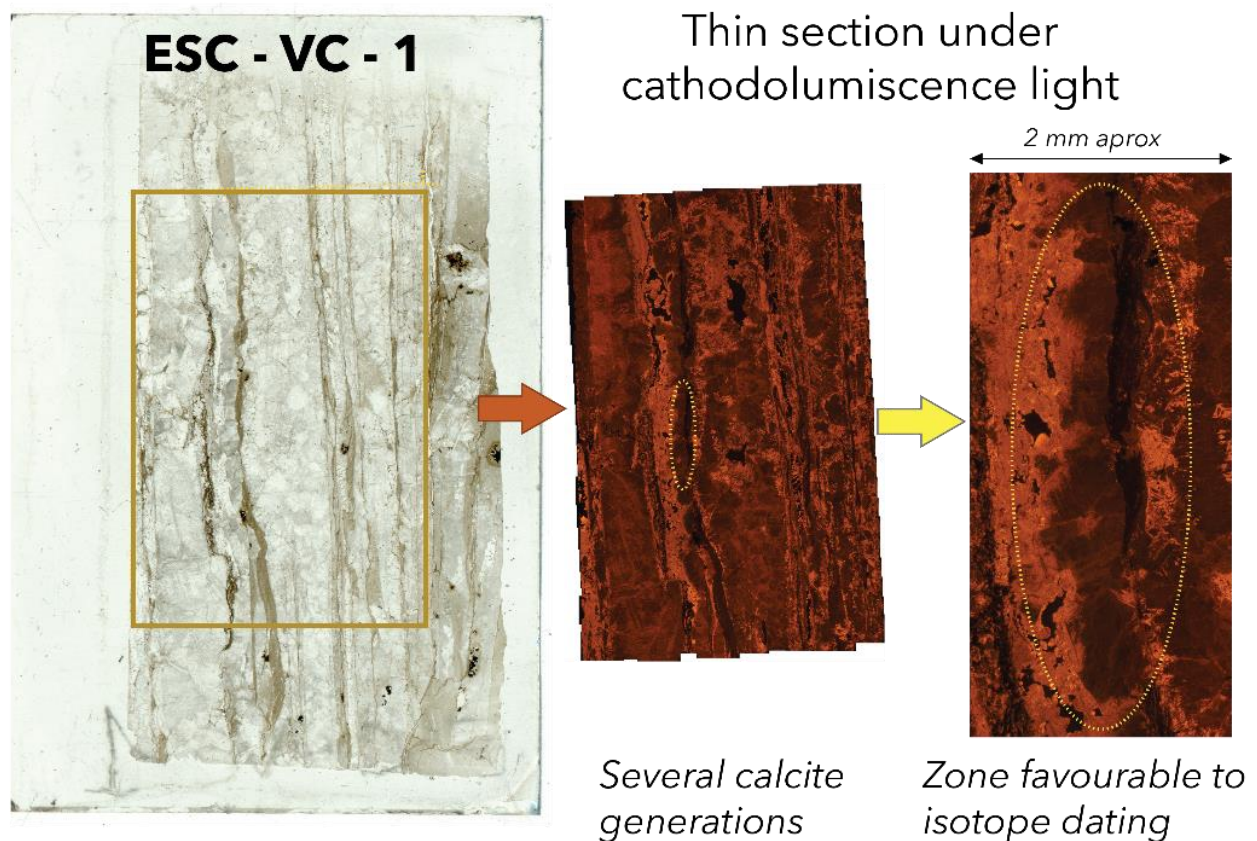 ESC - VC - 1
Thin section under
cathodolumiscence light
2 mm aprox
Several calcite
generations
Zone favourable to
isotope dating